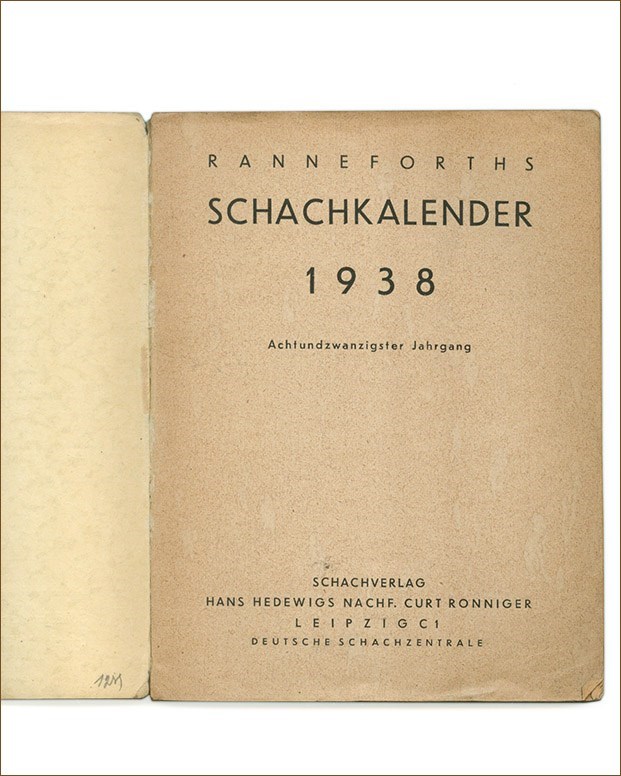 RANNEFORTHS
SCHACHKALENDER
1938
Achtundzwanzigster Jahrgang
SCHACHVERLAG
HANS HEDEWIGS NACHF. CURT RONNIGER
LEIPZIG C1
DEUTSCHE SCHACHZENTRALE